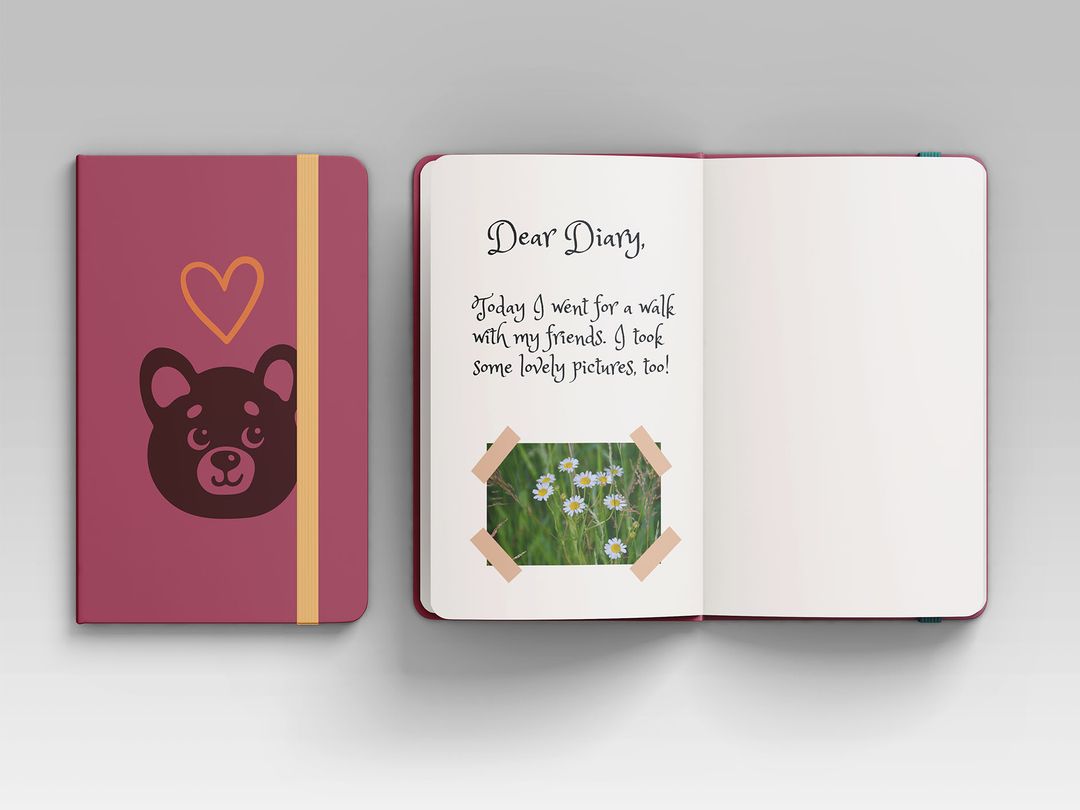 Dear Diary,
Today I went for a walk
with my friends. I took
some lovely pictures, too!